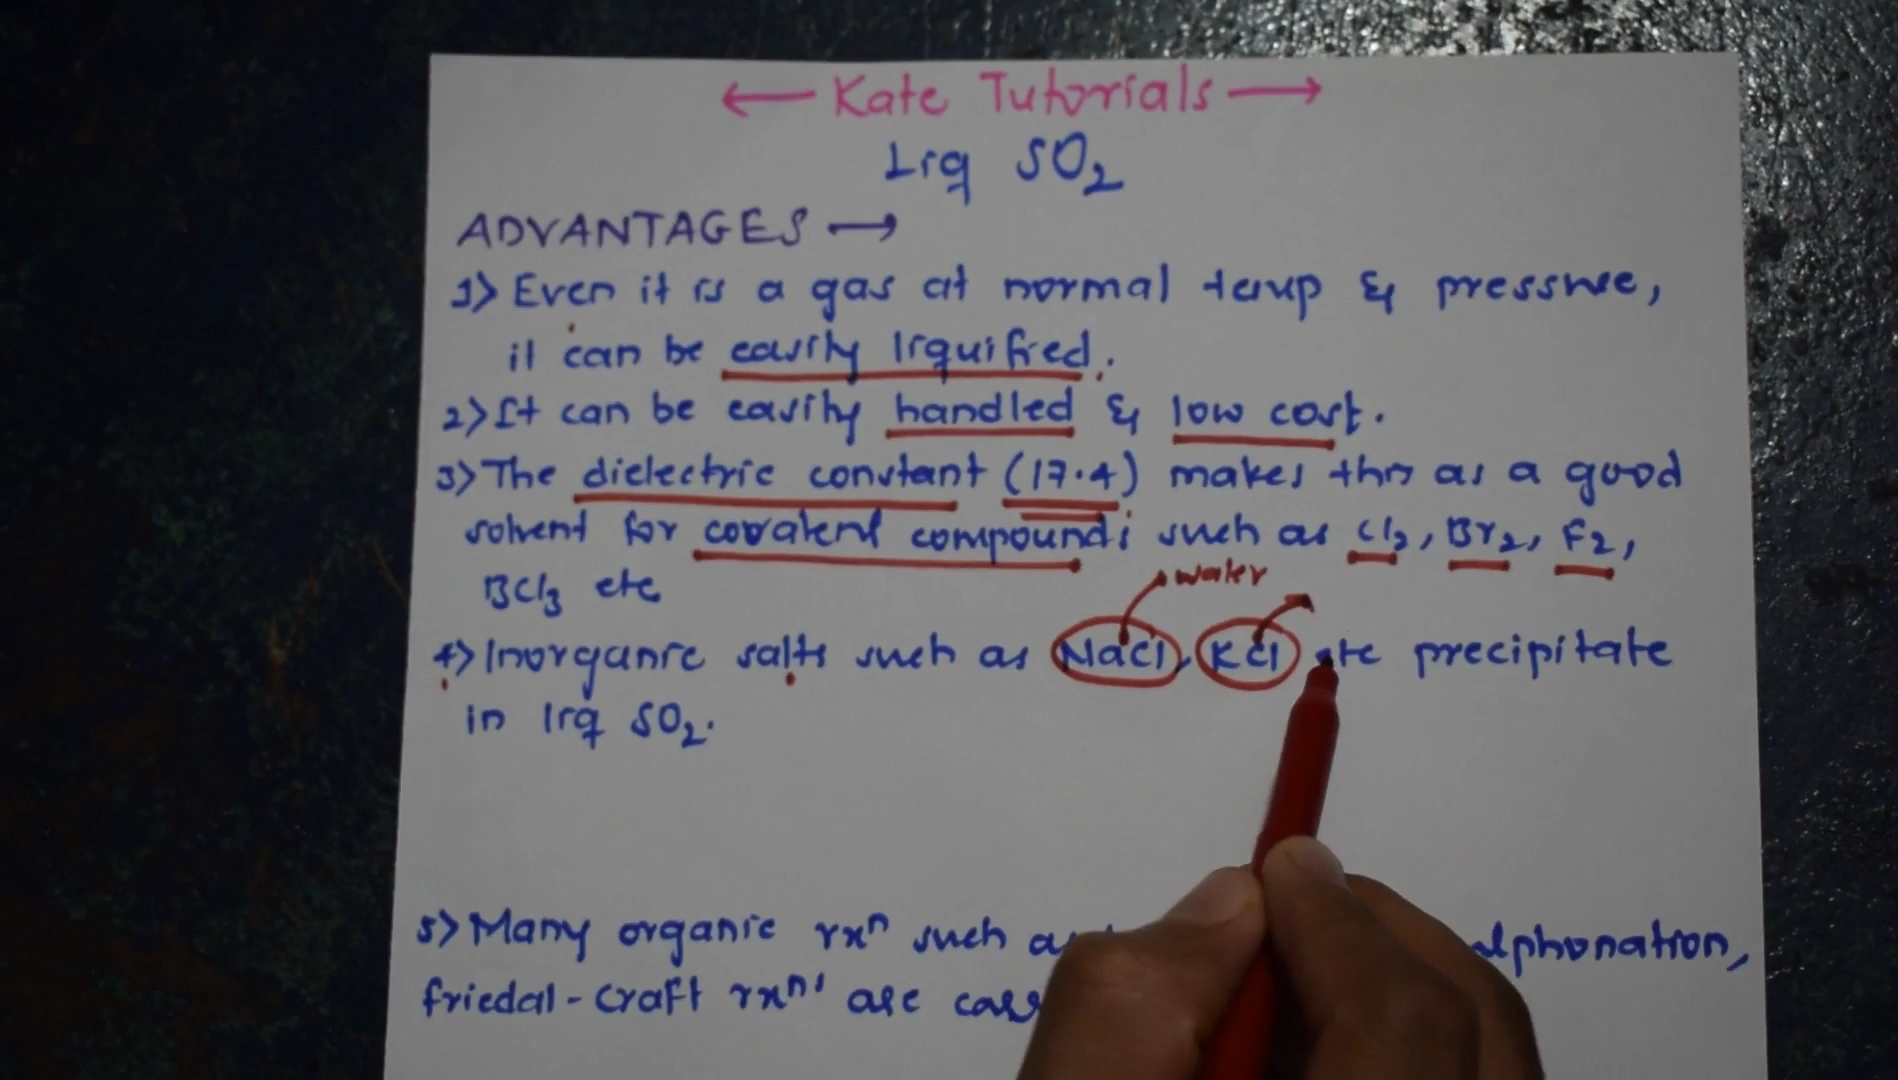 ← Kate Tutorials →
Liq SO2
ADVANTAGES →
1) Even it is a gas at normal temp & pressure,
it can be easily liquified.
2) It can be easily handled & low cost.
3) The dielectric constant (17.4) makes this as a good
solvent for covalent compounds such as Cl2, Br2, F2,
BCl3 etc
water
4) Inorganic salts such as NaCl, KCl etc precipitate
in liq SO2.
5) Many organic rxn such as
friedal-craft rxns are